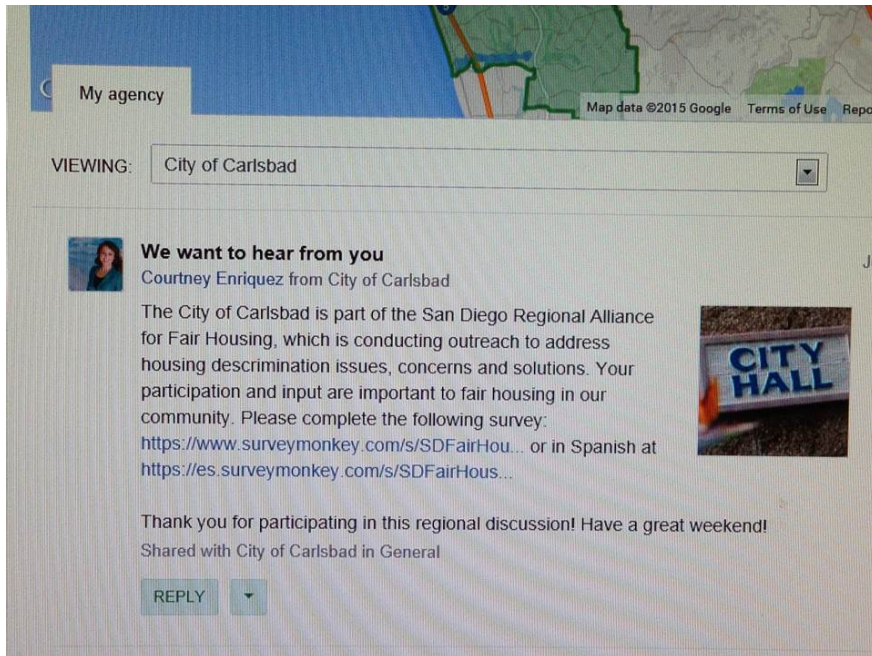 My agency
Map data ©2015 Google Terms of Use
VIEWING: City of Carlsbad
We want to hear from you
Courtney Enriquez from City of Carlsbad
The City of Carlsbad is part of the San Diego Regional Alliance
for Fair Housing, which is conducting outreach to address
housing descrimination issues, concerns and solutions. Your
participation and input are important to fair housing in our
community. Please complete the following survey:
https://www.surveymonkey.com/s/SDFairHou... or in Spanish at
https://es.surveymonkey.com/s/SDFairHous...
CITY
HALL
Thank you for participating in this regional discussion! Have a great weekend!
Shared with City of Carlsbad in General
REPLY